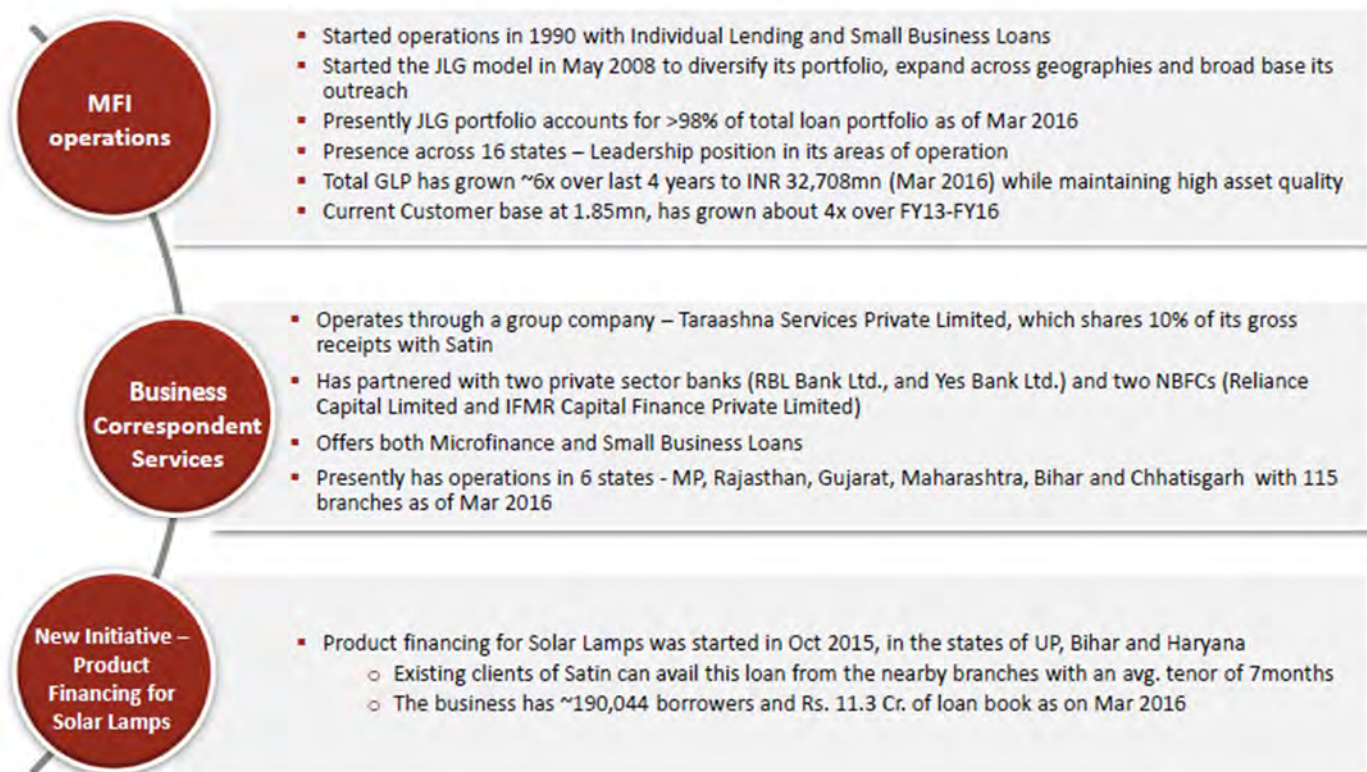 MFI
operations
▪ Started operations in 1990 with Individual Lending and Small Business Loans
▪ Started the JLG model in May 2008 to diversify its portfolio, expand across geographies and broad base its
outreach
▪ Presently JLG portfolio accounts for >98% of total loan portfolio as of Mar 2016
▪ Presence across 16 states – Leadership position in its areas of operation
▪ Total GLP has grown ~6x over last 4 years to INR 32,708mn (Mar 2016) while maintaining high asset quality
▪ Current Customer base at 1.85mn, has grown about 4x over FY13-FY16
Business
Correspondent
Services
▪ Operates through a group company – Taraashna Services Private Limited, which shares 10% of its gross
receipts with Satin
▪ Has partnered with two private sector banks (RBL Bank Ltd., and Yes Bank Ltd.) and two NBFCs (Reliance
Capital Limited and IFMR Capital Finance Private Limited)
▪ Offers both Microfinance and Small Business Loans
▪ Presently has operations in 6 states - MP, Rajasthan, Gujarat, Maharashtra, Bihar and Chhatisgarh with 115
branches as of Mar 2016
New Initiative –
Product
Financing for
Solar Lamps
▪ Product financing for Solar Lamps was started in Oct 2015, in the states of UP, Bihar and Haryana
o Existing clients of Satin can avail this loan from the nearby branches with an avg. tenor of 7months
o The business has ~190,044 borrowers and Rs. 11.3 Cr. of loan book as on Mar 2016